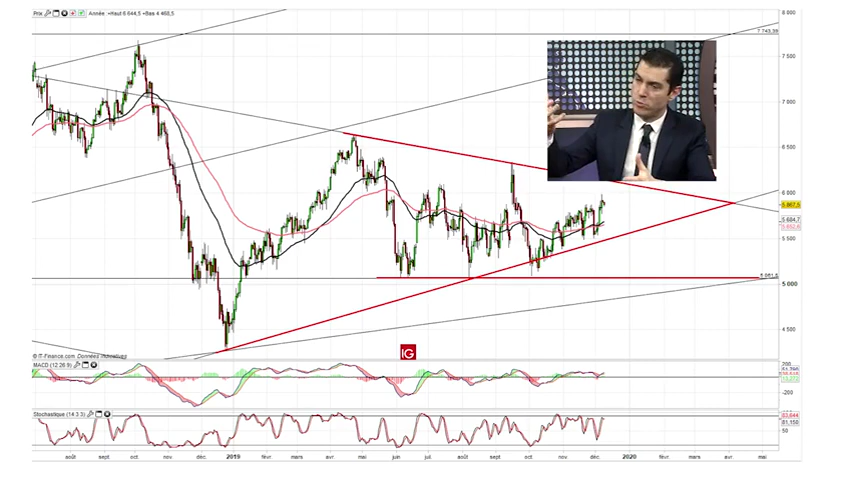 Prix Année : +Haut 6 644,5 +Bas 4 468,5
8 000
7 743,39
7 500
7 000
6 500
6 000
5 867,5
5 684,7
5 652,6
5 500
5 000
4 500
IG
© IT-Finance.com Données indicatives
MACD (12 26 9)
200
Stochastique (14 3 3)
83,644
81,150
50
août sept oct nov déc 2019 févr mars avr mai juin juil août sept oct nov déc 2020 févr mars avr mai